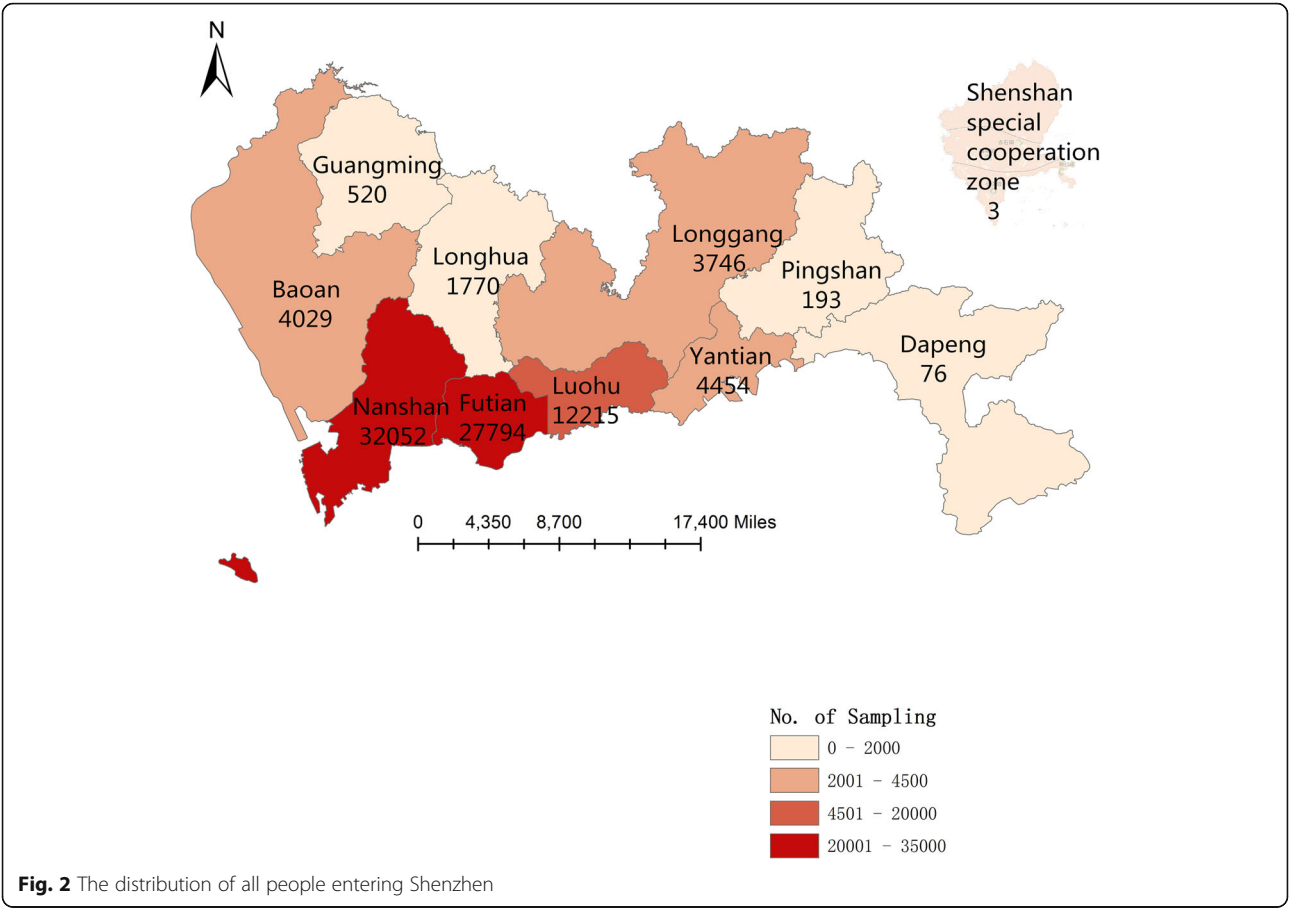 N
Shenshan
special
cooperation
zone
3
Guangming
520
Longgang
3746
Longhua
1770
Pingshan
193
Baoan
4029
Dapeng
76
Yantian
4454
Luohu
12215
Nanshan
32052
Futian
27794
0 4,350 8,700 17,400 Miles
No. of Sampling
0 - 2000
2001 - 4500
4501 - 20000
20001 - 35000
Fig. 2 The distribution of all people entering Shenzhen